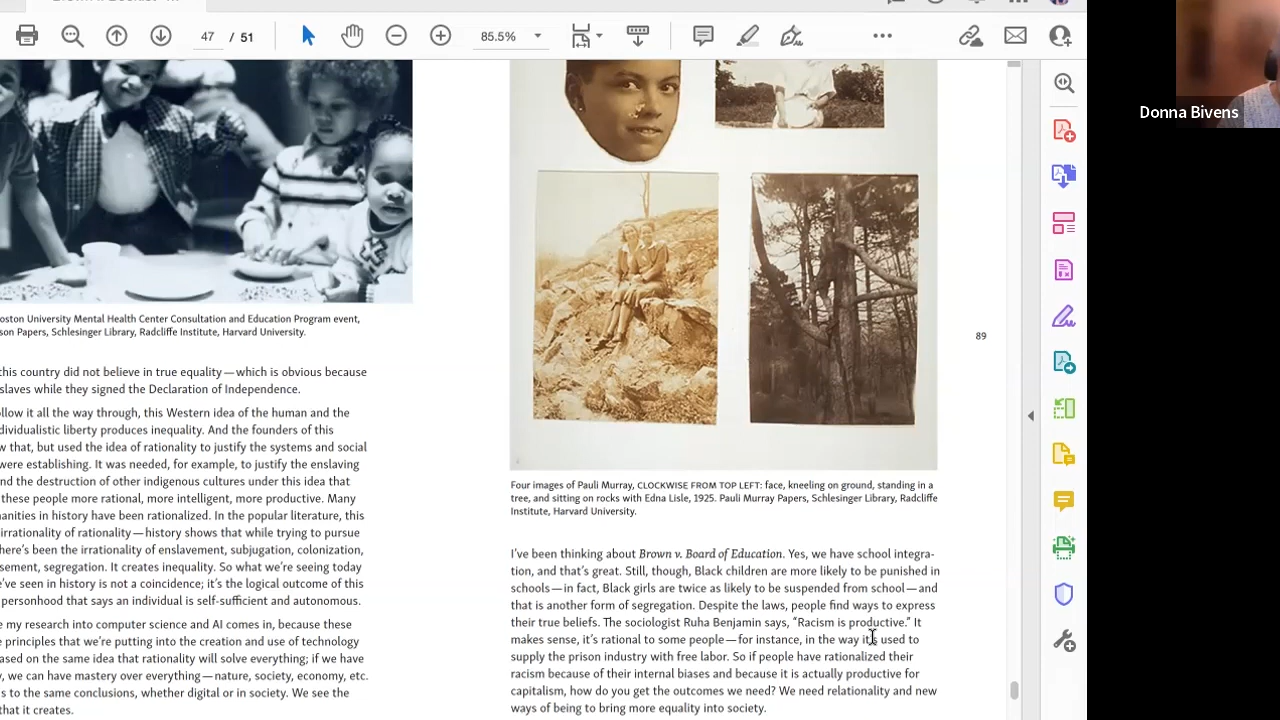 47 / 51
85.5%
Donna Bivens
oston University Mental Health Center Consultation and Education Program event,
son Papers, Schlesinger Library, Radcliffe Institute, Harvard University.
this country did not believe in true equality—which is obvious because
slaves while they signed the Declaration of Independence.
ollow it all the way through, this Western idea of the human and the
dividualistic liberty produces inequality. And the founders of this
w that, but used the idea of rationality to justify the systems and social
were establishing. It was needed, for example, to justify the enslaving
nd the destruction of other indigenous cultures under this idea that
these people more rational, more intelligent, more productive. Many
nanities in history have been rationalized. In the popular literature, this
irrationality of rationality—history shows that while trying to pursue
here's been the irrationality of enslavement, subjugation, colonization,
sement, segregation. It creates inequality. So what we're seeing today
've seen in history is not a coincidence; it's the logical outcome of this
personhood that says an individual is self-sufficient and autonomous.
e my research into computer science and AI comes in, because these
e principles that we're putting into the creation and use of technology
ased on the same idea that rationality will solve everything; if we have
y, we can have mastery over everything—nature, society, economy, etc.
s to the same conclusions, whether digital or in society. We see the
that it creates.
89
Four images of Pauli Murray, CLOCKWISE FROM TOP LEFT: face, kneeling on ground, standing in a
tree, and sitting on rocks with Edna Lisle, 1925. Pauli Murray Papers, Schlesinger Library, Radcliffe
Institute, Harvard University.
I've been thinking about Brown v. Board of Education. Yes, we have school integra-
tion, and that's great. Still, though, Black children are more likely to be punished in
schools—in fact, Black girls are twice as likely to be suspended from school—and
that is another form of segregation. Despite the laws, people find ways to express
their true beliefs. The sociologist Ruha Benjamin says, “Racism is productive.” It
makes sense, it's rational to some people—for instance, in the way it's used to
supply the prison industry with free labor. So if people have rationalized their
racism because of their internal biases and because it is actually productive for
capitalism, how do you get the outcomes we need? We need relationality and new
ways of being to bring more equality into society.